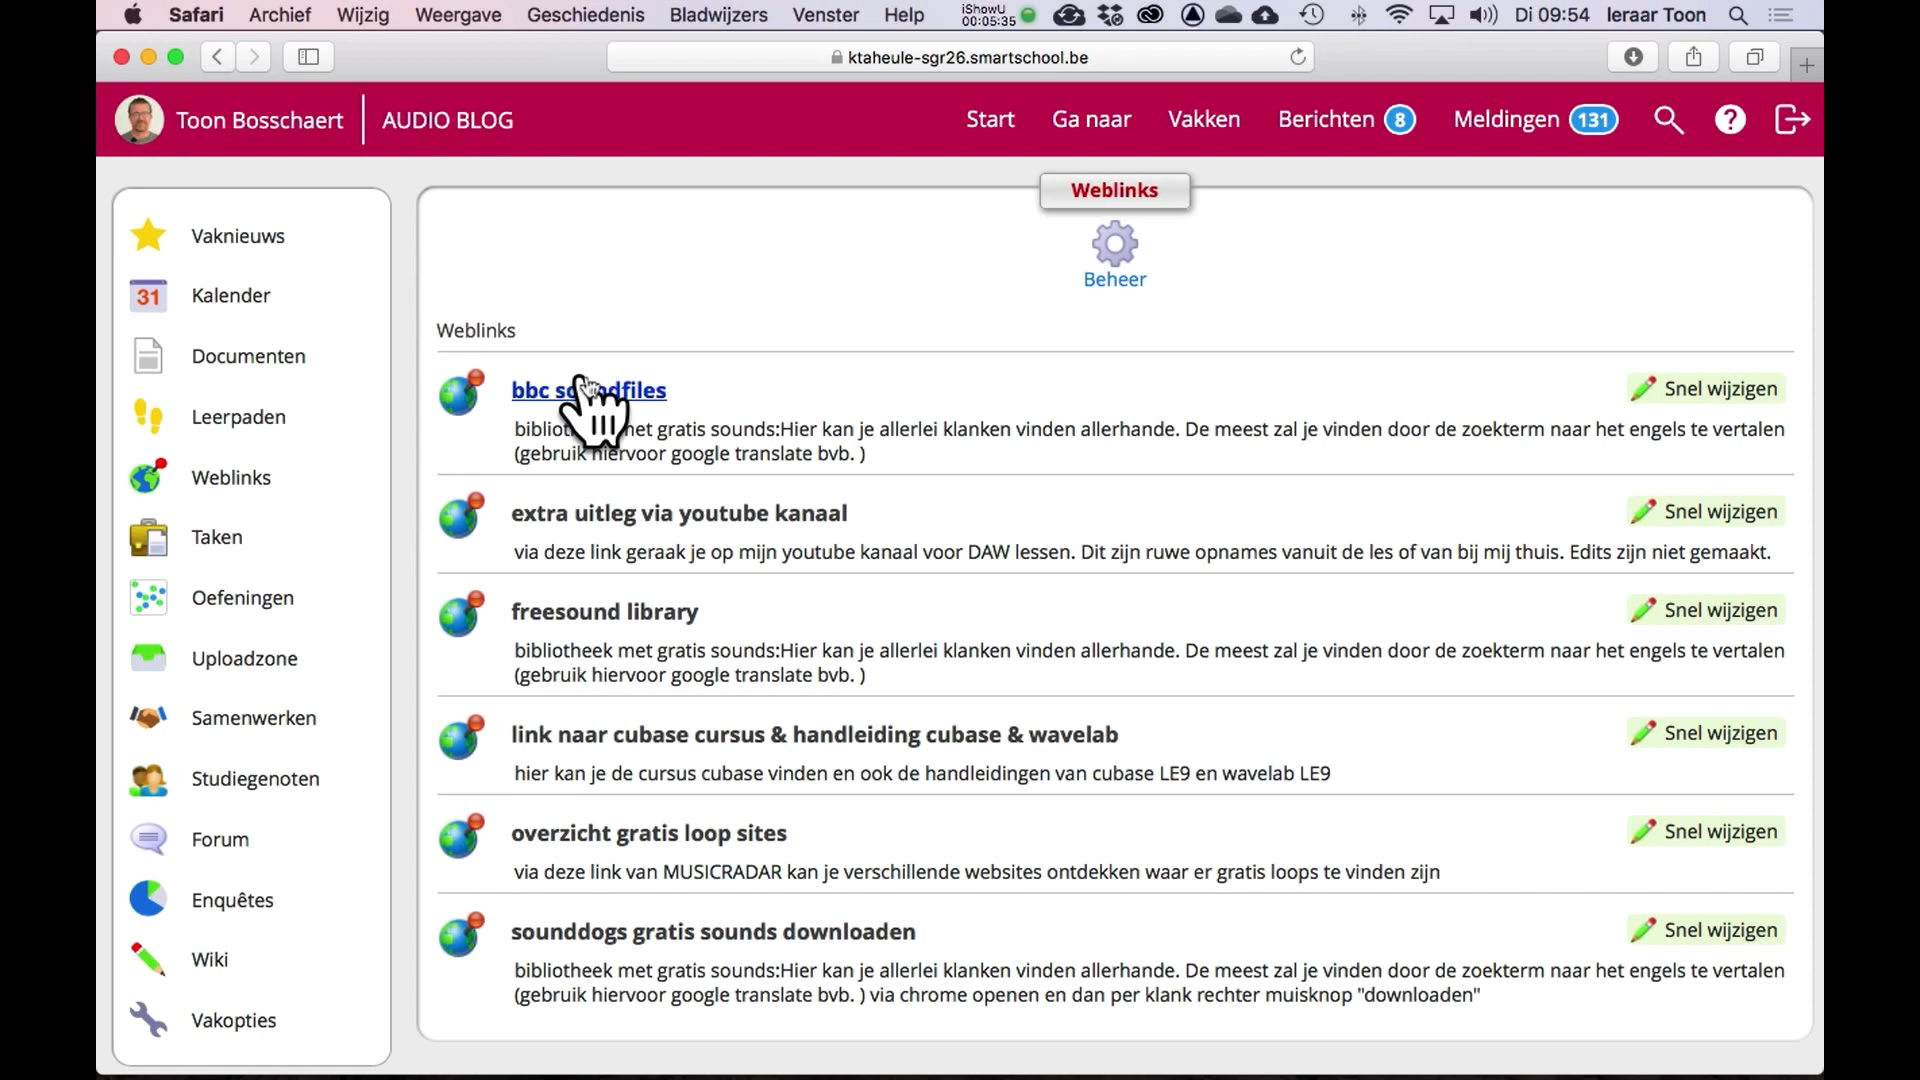 Safari Archief Wijzig Weergave Geschiedenis Bladwijzers Venster Help iShowU 00:05:35 Di 09:54 leraar Toon
ktaheule-sgr26.smartschool.be
Toon Bosschaert AUDIO BLOG Start Ga naar Vakken Berichten 8 Meldingen 131 ?
Weblinks
Beheer
Vaknieuws
31 Kalender
Documenten
Leerpaden
Weblinks
Taken
Oefeningen
Uploadzone
Samenwerken
Studiegenoten
Forum
Enquêtes
Wiki
Vakopties
Weblinks
bbc Snel wijzigen
met gratis sounds:Hier kan je allerlei klanken vinden allerhande. De meest zal je vinden door de zoekterm naar het engels te vertalen
(gebruik hiervoor google translate bvb. )
extra uitleg via youtube kanaal Snel wijzigen
via deze link geraak je op mijn youtube kanaal voor DAW lessen. Dit zijn ruwe opnames vanuit de les of van bij mij thuis. Edits zijn niet gemaakt.
freesound library Snel wijzigen
bibliotheek met gratis sounds:Hier kan je allerlei klanken vinden allerhande. De meest zal je vinden door de zoekterm naar het engels te vertalen
(gebruik hiervoor google translate bvb. )
link naar cubase cursus & handleiding cubase & wavelab Snel wijzigen
hier kan je de cursus cubase vinden en ook de handleidingen van cubase LE9 en wavelab LE9
overzicht gratis loop sites Snel wijzigen
via deze link van MUSICRADAR kan je verschillende websites ontdekken waar er gratis loops te vinden zijn
sounddogs gratis sounds downloaden Snel wijzigen
bibliotheek met gratis sounds:Hier kan je allerlei klanken vinden allerhande. De meest zal je vinden door de zoekterm naar het engels te vertalen
(gebruik hiervoor google translate bvb. ) via chrome openen en dan per klank rechter muisknop "downloaden"